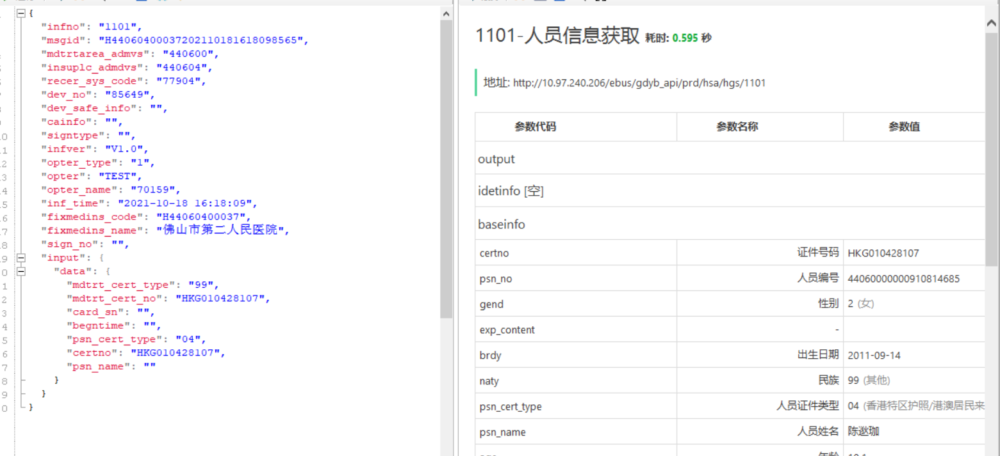 {
"infno": "1101",
"msgid": "H44060400037202110181618098565",
"mdtrtarea_admvs": "440600",
"insuplc_admdvs": "440604",
"recer_sys_code": "77904",
"dev_no": "85649",
"dev_safe_info": "",
"cainfo": "",
"signtype": "",
"infver": "V1.0",
"opter_type": "1",
"opter": "TEST",
"opter_name": "70159",
"inf_time": "2021-10-18 16:18:09",
"fixmedins_code": "H44060400037",
"fixmedins_name": "佛山市第二人民医院",
"sign_no": "",
"input": {
"data": {
"mdtrt_cert_type": "99",
"mdtrt_cert_no": "HKG010428107",
"card_sn": "",
"begntime": "",
"psn_cert_type": "04",
"certno": "HKG010428107",
"psn_name": ""
}
}
}
1101-人员信息获取 耗时: 0.595 秒
地址: http://10.97.240.206/ebus/gdyb_api/prd/hsa/hgs/1101
参数代码 参数名称 参数值
output
idetinfo [空]
baseinfo
certno 证件号码 HKG010428107
psn_no 人员编号 44060000000910814685
gend 性别 2 (女)
exp_content -
brdy 出生日期 2011-09-14
naty 民族 99 (其他)
psn_cert_type 人员证件类型 04 (香港特区护照/港澳居民来
psn_name 人员姓名 陈逖珈